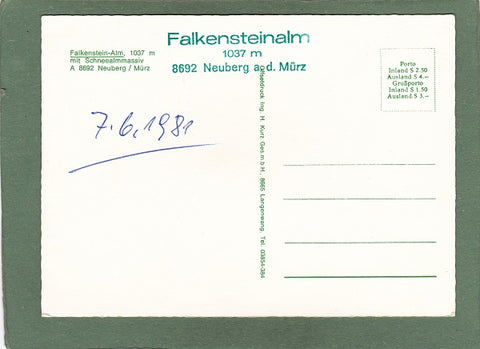 Falkensteinalm
1037 m
8692 Neuberg a.d. Mürz
Falkenstein-Alm, 1037 m
mit Schneealmmassiv
A 8692 Neuberg / Mürz
Porto
Inland S 2.50
Ausland S 4.–
Grußporto
Inland S 1.50
Ausland S 3.–
7.6.1981
Offsetdruck Ing. H. Kurz Ges.m.b.H., 8665 Langenwang, Tel. 03854-384